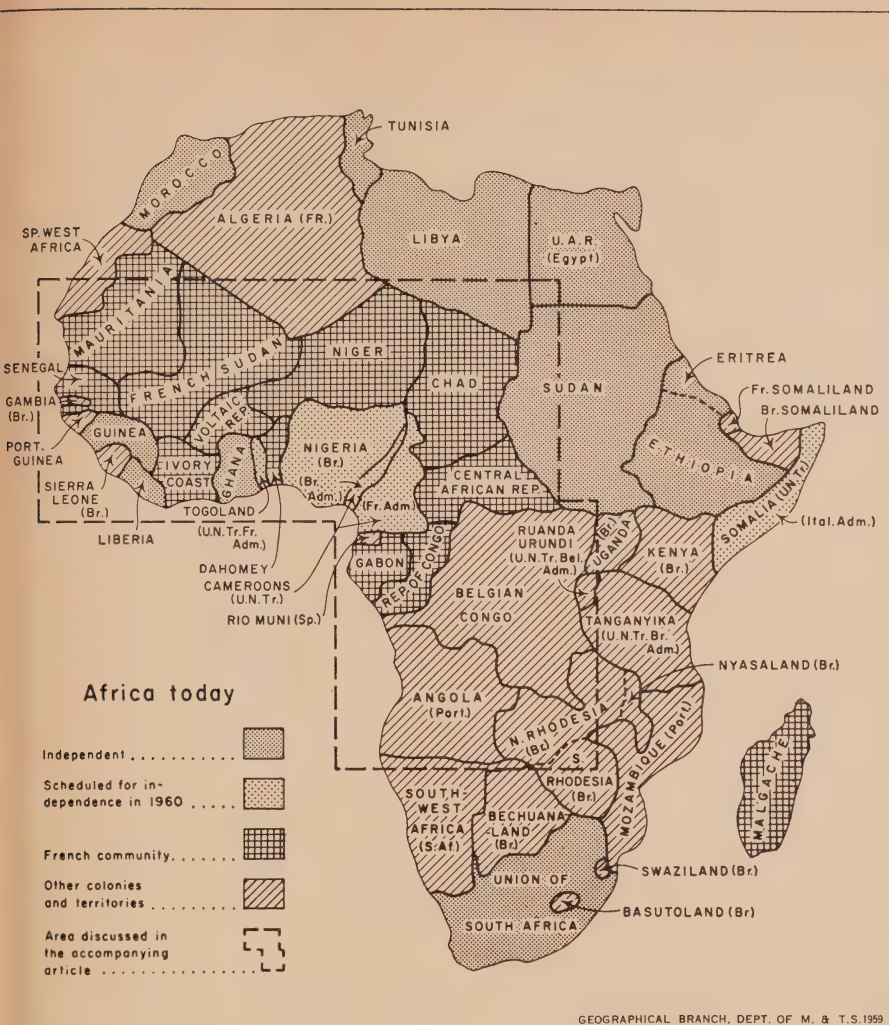 TUNISIA
MOROCCO
ALGERIA (FR.)
LIBYA
U.A.R.
(Egypt)
SP. WEST
AFRICA
MAURITANIA
FRENCH SUDAN
NIGER
CHAD
SUDAN
ERITREA
Fr. SOMALILAND
Br. SOMALILAND
SENEGAL
GAMBIA
(Br.)
PORT.
GUINEA
GUINEA
SIERRA
LEONE
(Br.)
LIBERIA
IVORY
COAST
VOLTAIC
REP.
GHANA
TOGOLAND
(U.N.Tr.Fr.
Adm.)
DAHOMEY
NIGERIA
(Br.)
(Br.
Adm.)
(Fr. Adm.)
CAMEROONS
(U.N.Tr.)
RIO MUNI (Sp.)
CENTRAL
AFRICAN REP.
ETHIOPIA
SOMALIA (U.N.Tr.)
(Ital. Adm.)
GABON
REP. OF CONGO
BELGIAN
CONGO
RUANDA
URUNDI
(U.N.Tr. Bel.
Adm.)
(Br.)
UGANDA
KENYA
(Br.)
TANGANYIKA
(U.N.Tr. Br.
Adm.)
NYASALAND (Br.)
ANGOLA
(Port.)
N. RHODESIA
(Br.)
S.
RHODESIA
(Br.)
MOZAMBIQUE (Port.)
MALGACHE
SOUTH-
WEST
AFRICA
(S.Af.)
BECHUANA-
LAND
(Br.)
UNION OF
SOUTH AFRICA
SWAZILAND (Br.)
BASUTOLAND (Br)
Africa today
Independent ...........
Scheduled for in-
dependence in 1960 .....
French community.......
Other colonies
and territories .........
Area discussed in
the accompanying
article ................
GEOGRAPHICAL BRANCH, DEPT. OF M. & T.S. 1959